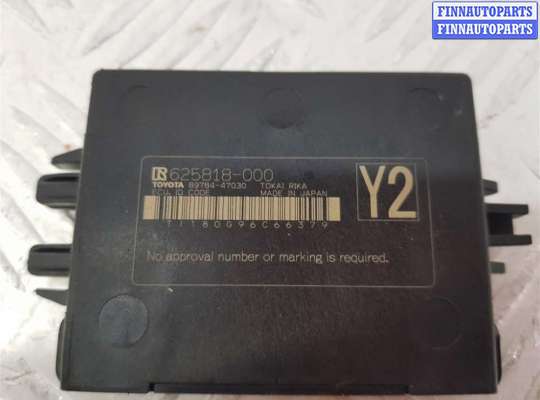 FINNAUTOPARTS
FINNAUTOPARTS
R 625818-000
TOYOTA 89784-47030 TOKAI RIKA
ECU, ID CODE MADE IN JAPAN
Y2
T1180G96C66379
No approval number or marking is required.